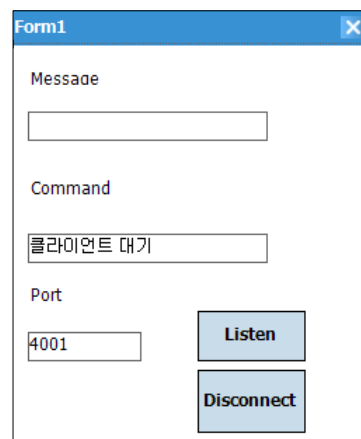 Form1
Message
Command
클라이언트 대기
Port
4001
Listen
Disconnect